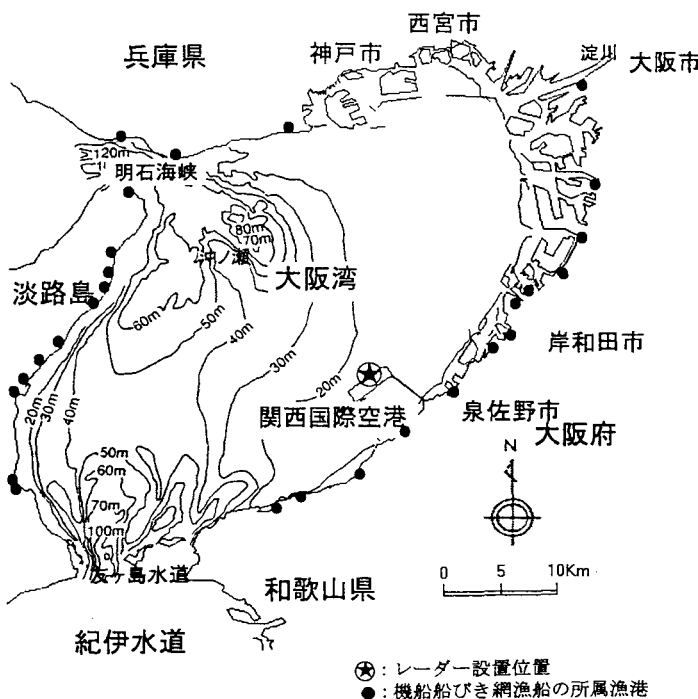 西宮市
神戸市
兵庫県
淀川
大阪市
120m
明石海峡
80m
70m
沖ノ瀬
大阪湾
淡路島
60m
50m
40m
30m
20m
岸和田市
20m
30m
40m
関西国際空港
泉佐野市
大阪府
N
50m
60m
70m
100m
友ヶ島水道
和歌山県
0 5 10Km
紀伊水道
：レーダー設置位置
：機船船びき網漁船の所属漁港